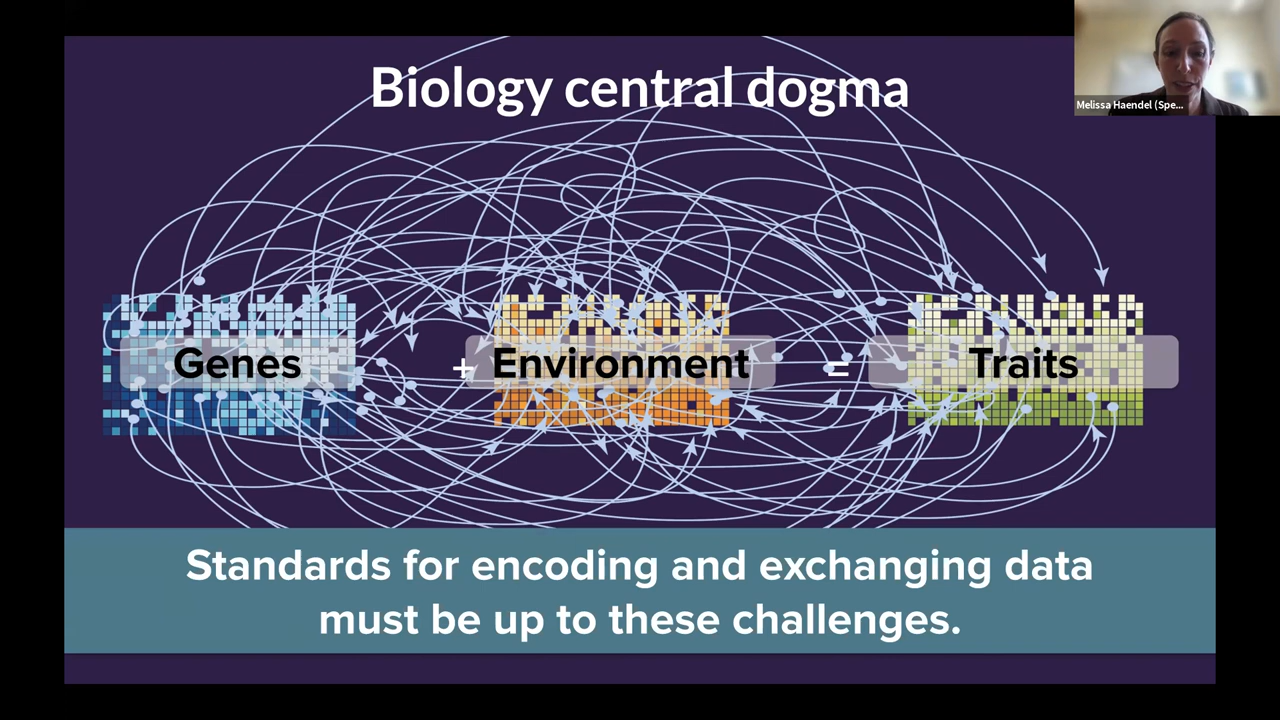 Biology central dogma
Melissa Haendel (Spe...
Genes + Environment = Traits
Standards for encoding and exchanging data
must be up to these challenges.